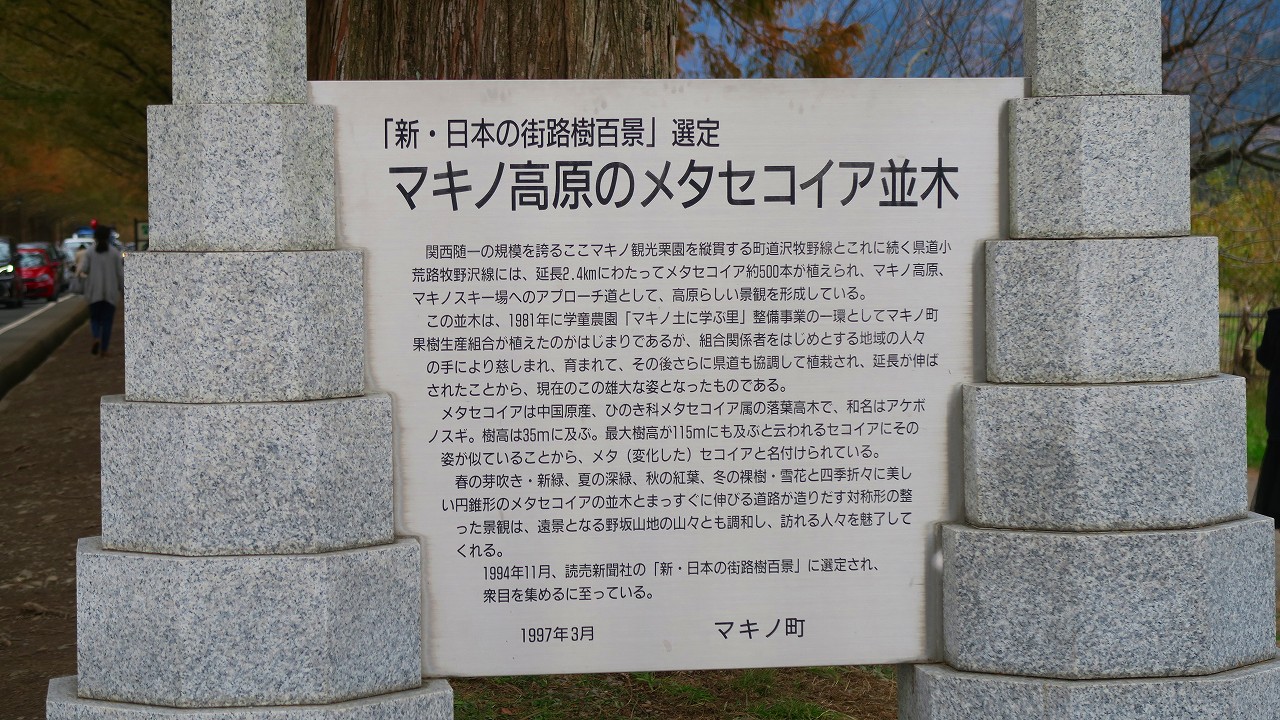 「新・日本の街路樹百景」選定
マキノ高原のメタセコイア並木
関西随一の規模を誇るここマキノ観光栗園を縦貫する町道沢牧野線とこれに続く県道小
荒路牧野沢線には、延長2.4kmにわたってメタセコイア約500本が植えられ、マキノ高原、
マキノスキー場へのアプローチ道として、高原らしい景観を形成している。
この並木は、1981年に学童農園「マキノ土に学ぶ里」整備事業の一環としてマキノ町
果樹生産組合が植えたのがはじまりであるが、組合関係者をはじめとする地域の人々
の手により慈しまれ、育まれて、その後さらに県道も協調して植栽され、延長が伸ば
されたことから、現在のこの雄大な姿となったものである。
メタセコイアは中国原産、ひのき科メタセコイア属の落葉高木で、和名はアケボ
ノスギ。樹高は35mに及ぶ。最大樹高が115mにも及ぶと云われるセコイアにその
姿が似ていることから、メタ（変化した）セコイアと名付けられている。
春の芽吹き・新緑、夏の深緑、秋の紅葉、冬の裸樹・雪花と四季折々に美し
い円錐形のメタセコイアの並木とまっすぐに伸びる道路が造りだす対称形の整
った景観は、遠景となる野坂山地の山々とも調和し、訪れる人々を魅了して
くれる。
1994年11月、読売新聞社の「新・日本の街路樹百景」に選定され、
衆目を集めるに至っている。
1997年3月 マキノ町